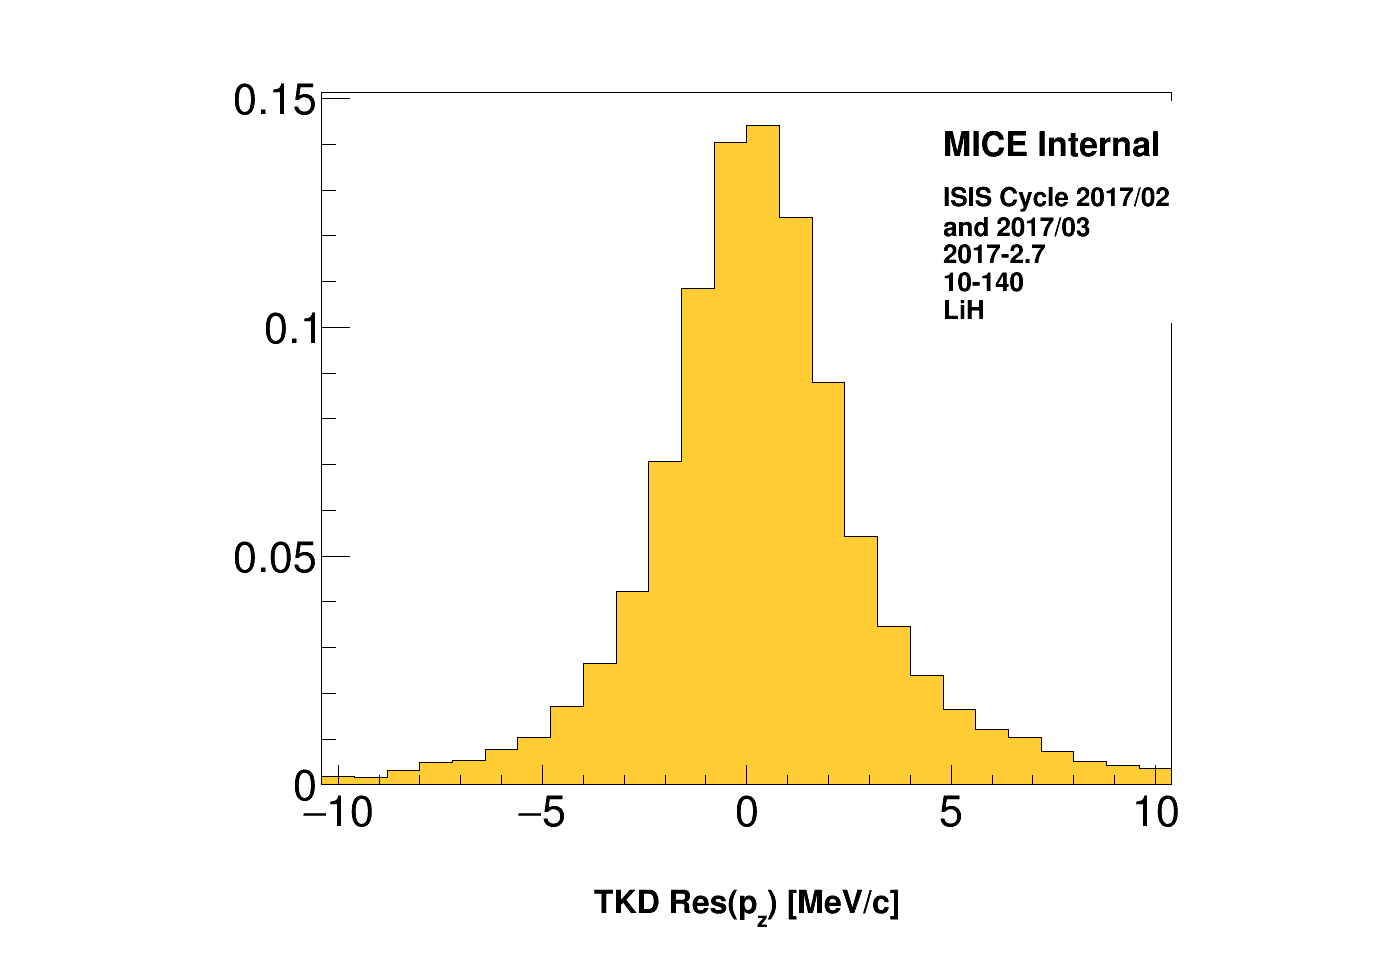 0.15
0.1
0.05
0
−10 −5 0 5 10
TKD Res(pz) [MeV/c]
MICE Internal
ISIS Cycle 2017/02
and 2017/03
2017-2.7
10-140
LiH